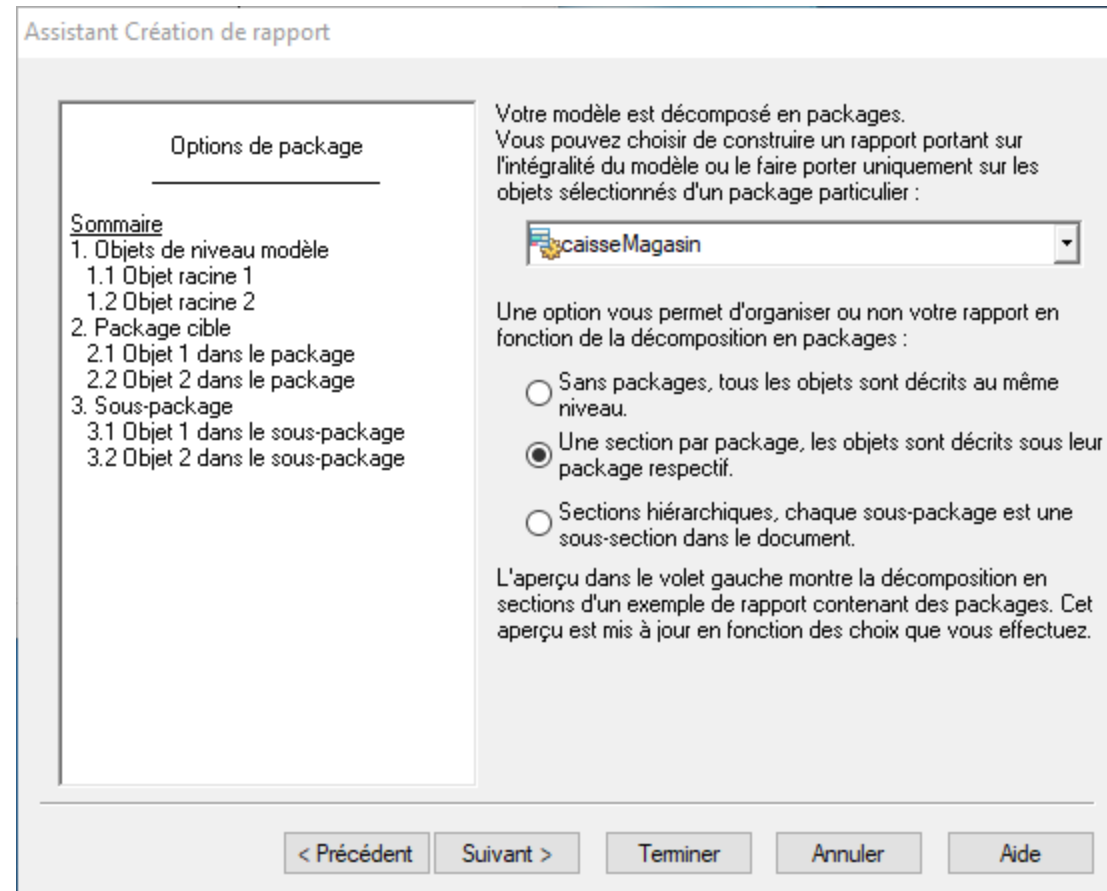 Assistant Création de rapport
Options de package
Sommaire
1. Objets de niveau modèle
1.1 Objet racine 1
1.2 Objet racine 2
2. Package cible
2.1 Objet 1 dans le package
2.2 Objet 2 dans le package
3. Sous-package
3.1 Objet 1 dans le sous-package
3.2 Objet 2 dans le sous-package
Votre modèle est décomposé en packages.
Vous pouvez choisir de construire un rapport portant sur
l'intégralité du modèle ou le faire porter uniquement sur les
objets sélectionnés d'un package particulier :
caisseMagasin
Une option vous permet d'organiser ou non votre rapport en
fonction de la décomposition en packages :
Sans packages, tous les objets sont décrits au même
niveau.
Une section par package, les objets sont décrits sous leur
package respectif.
Sections hiérarchiques, chaque sous-package est une
sous-section dans le document.
L'aperçu dans le volet gauche montre la décomposition en
sections d'un exemple de rapport contenant des packages. Cet
aperçu est mis à jour en fonction des choix que vous effectuez.
< Précédent
Suivant >
Terminer
Annuler
Aide